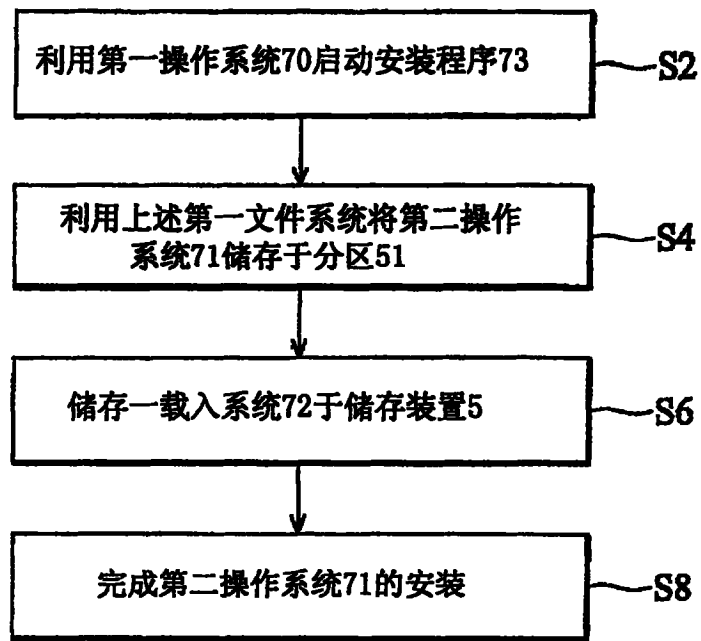 利用第一操作系统70启动安装程序73
S2
利用上述第一文件系统将第二操作
系统71储存于分区51
S4
储存一载入系统72于储存装置5
S6
完成第二操作系统71的安装
S8